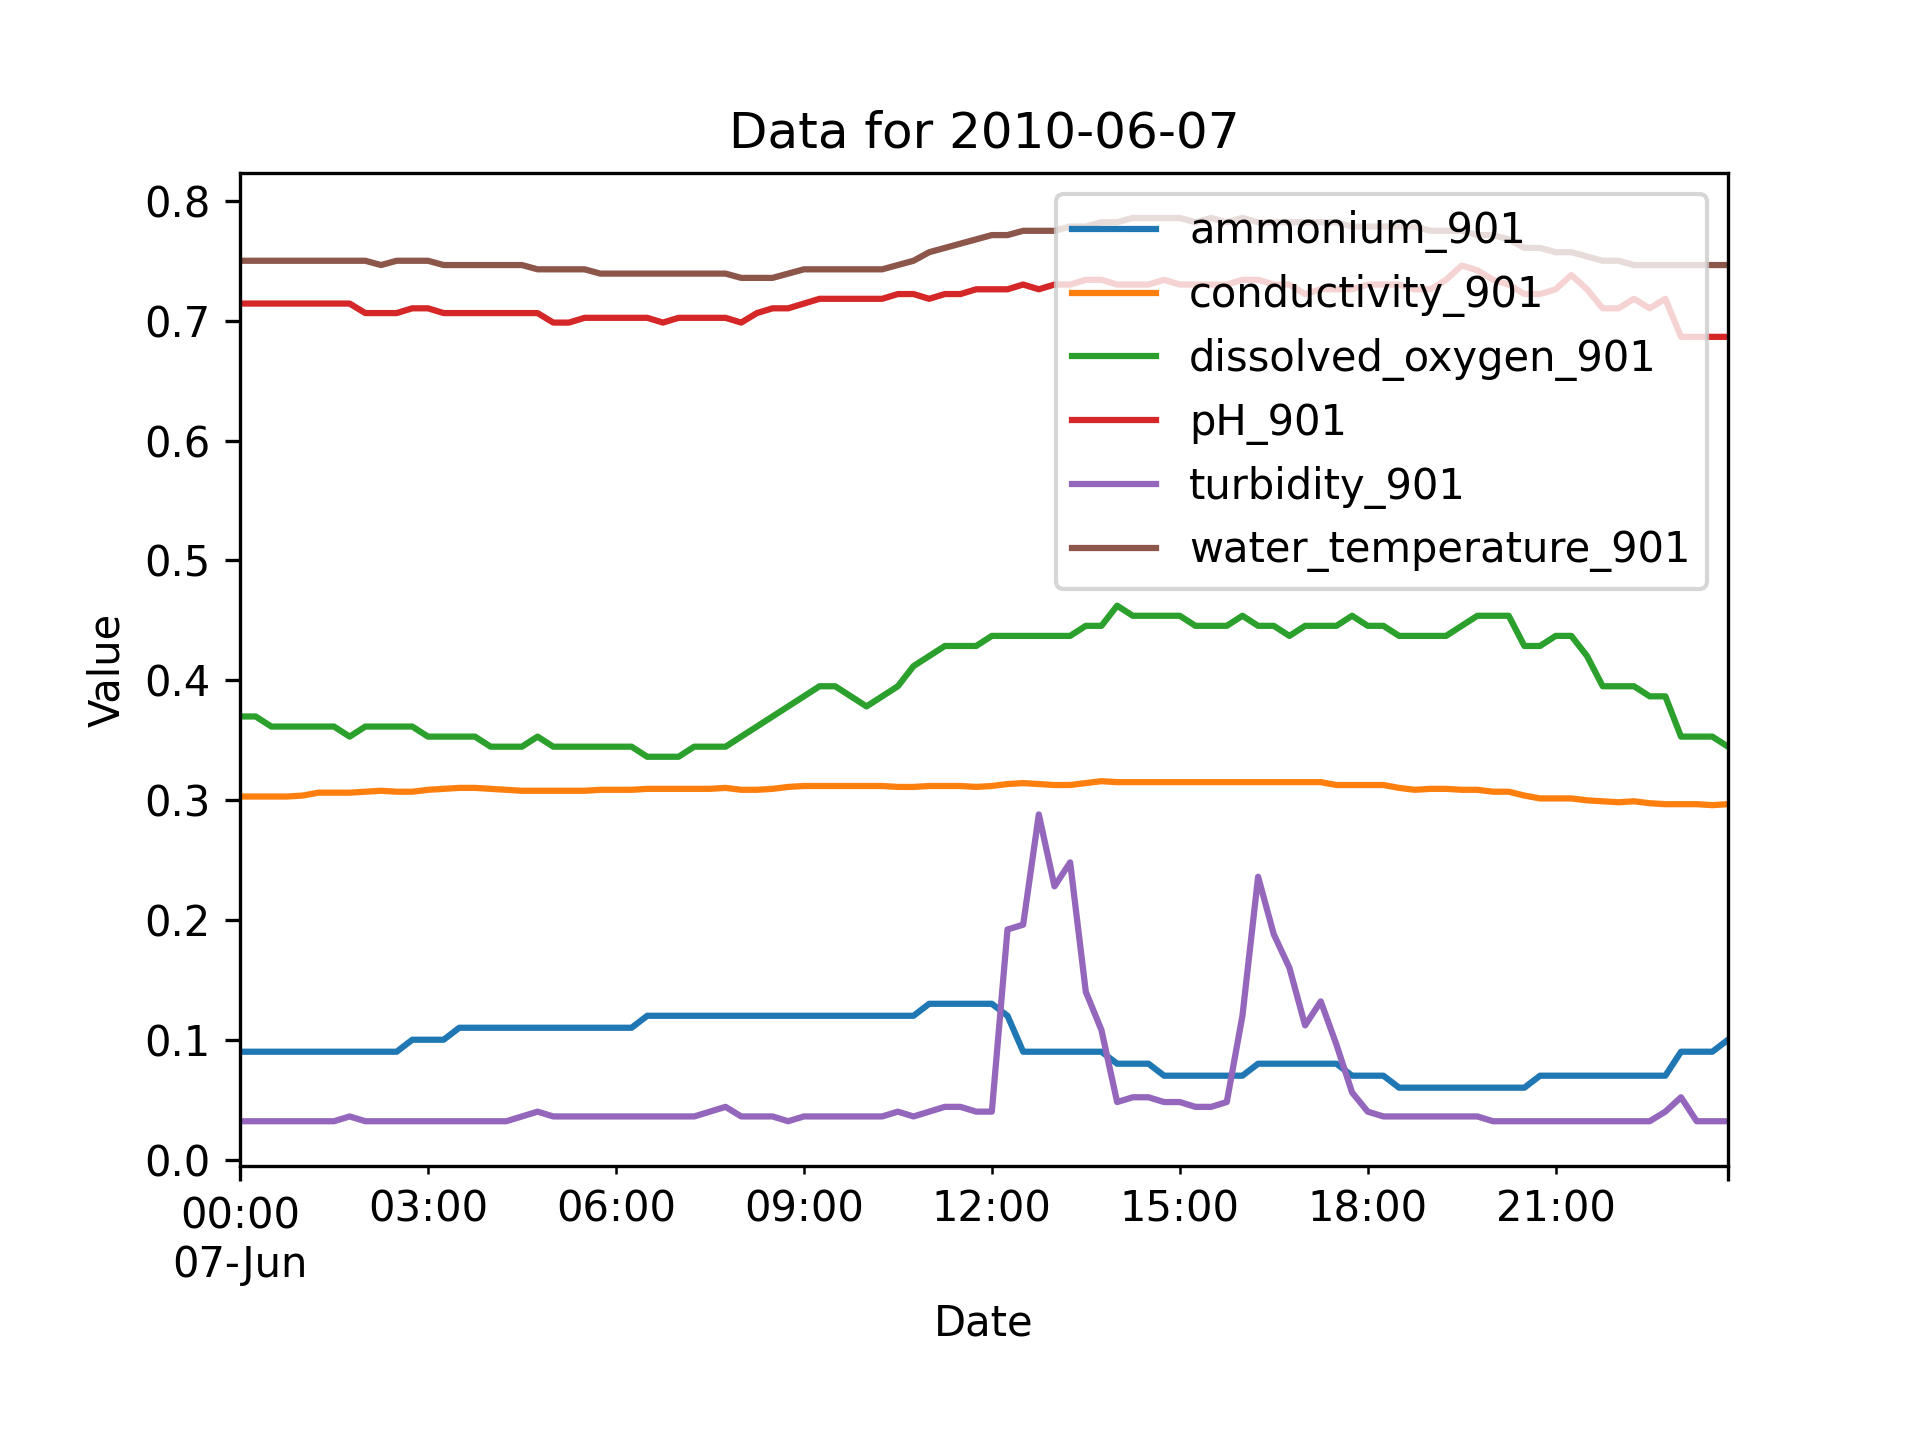 Data for 2010-06-07
0.8
0.7
0.6
0.5
0.4
0.3
0.2
0.1
0.0
Value
ammonium_901
conductivity_901
dissolved_oxygen_901
pH_901
turbidity_901
water_temperature_901
00:00 03:00 06:00 09:00 12:00 15:00 18:00 21:00
07-Jun
Date